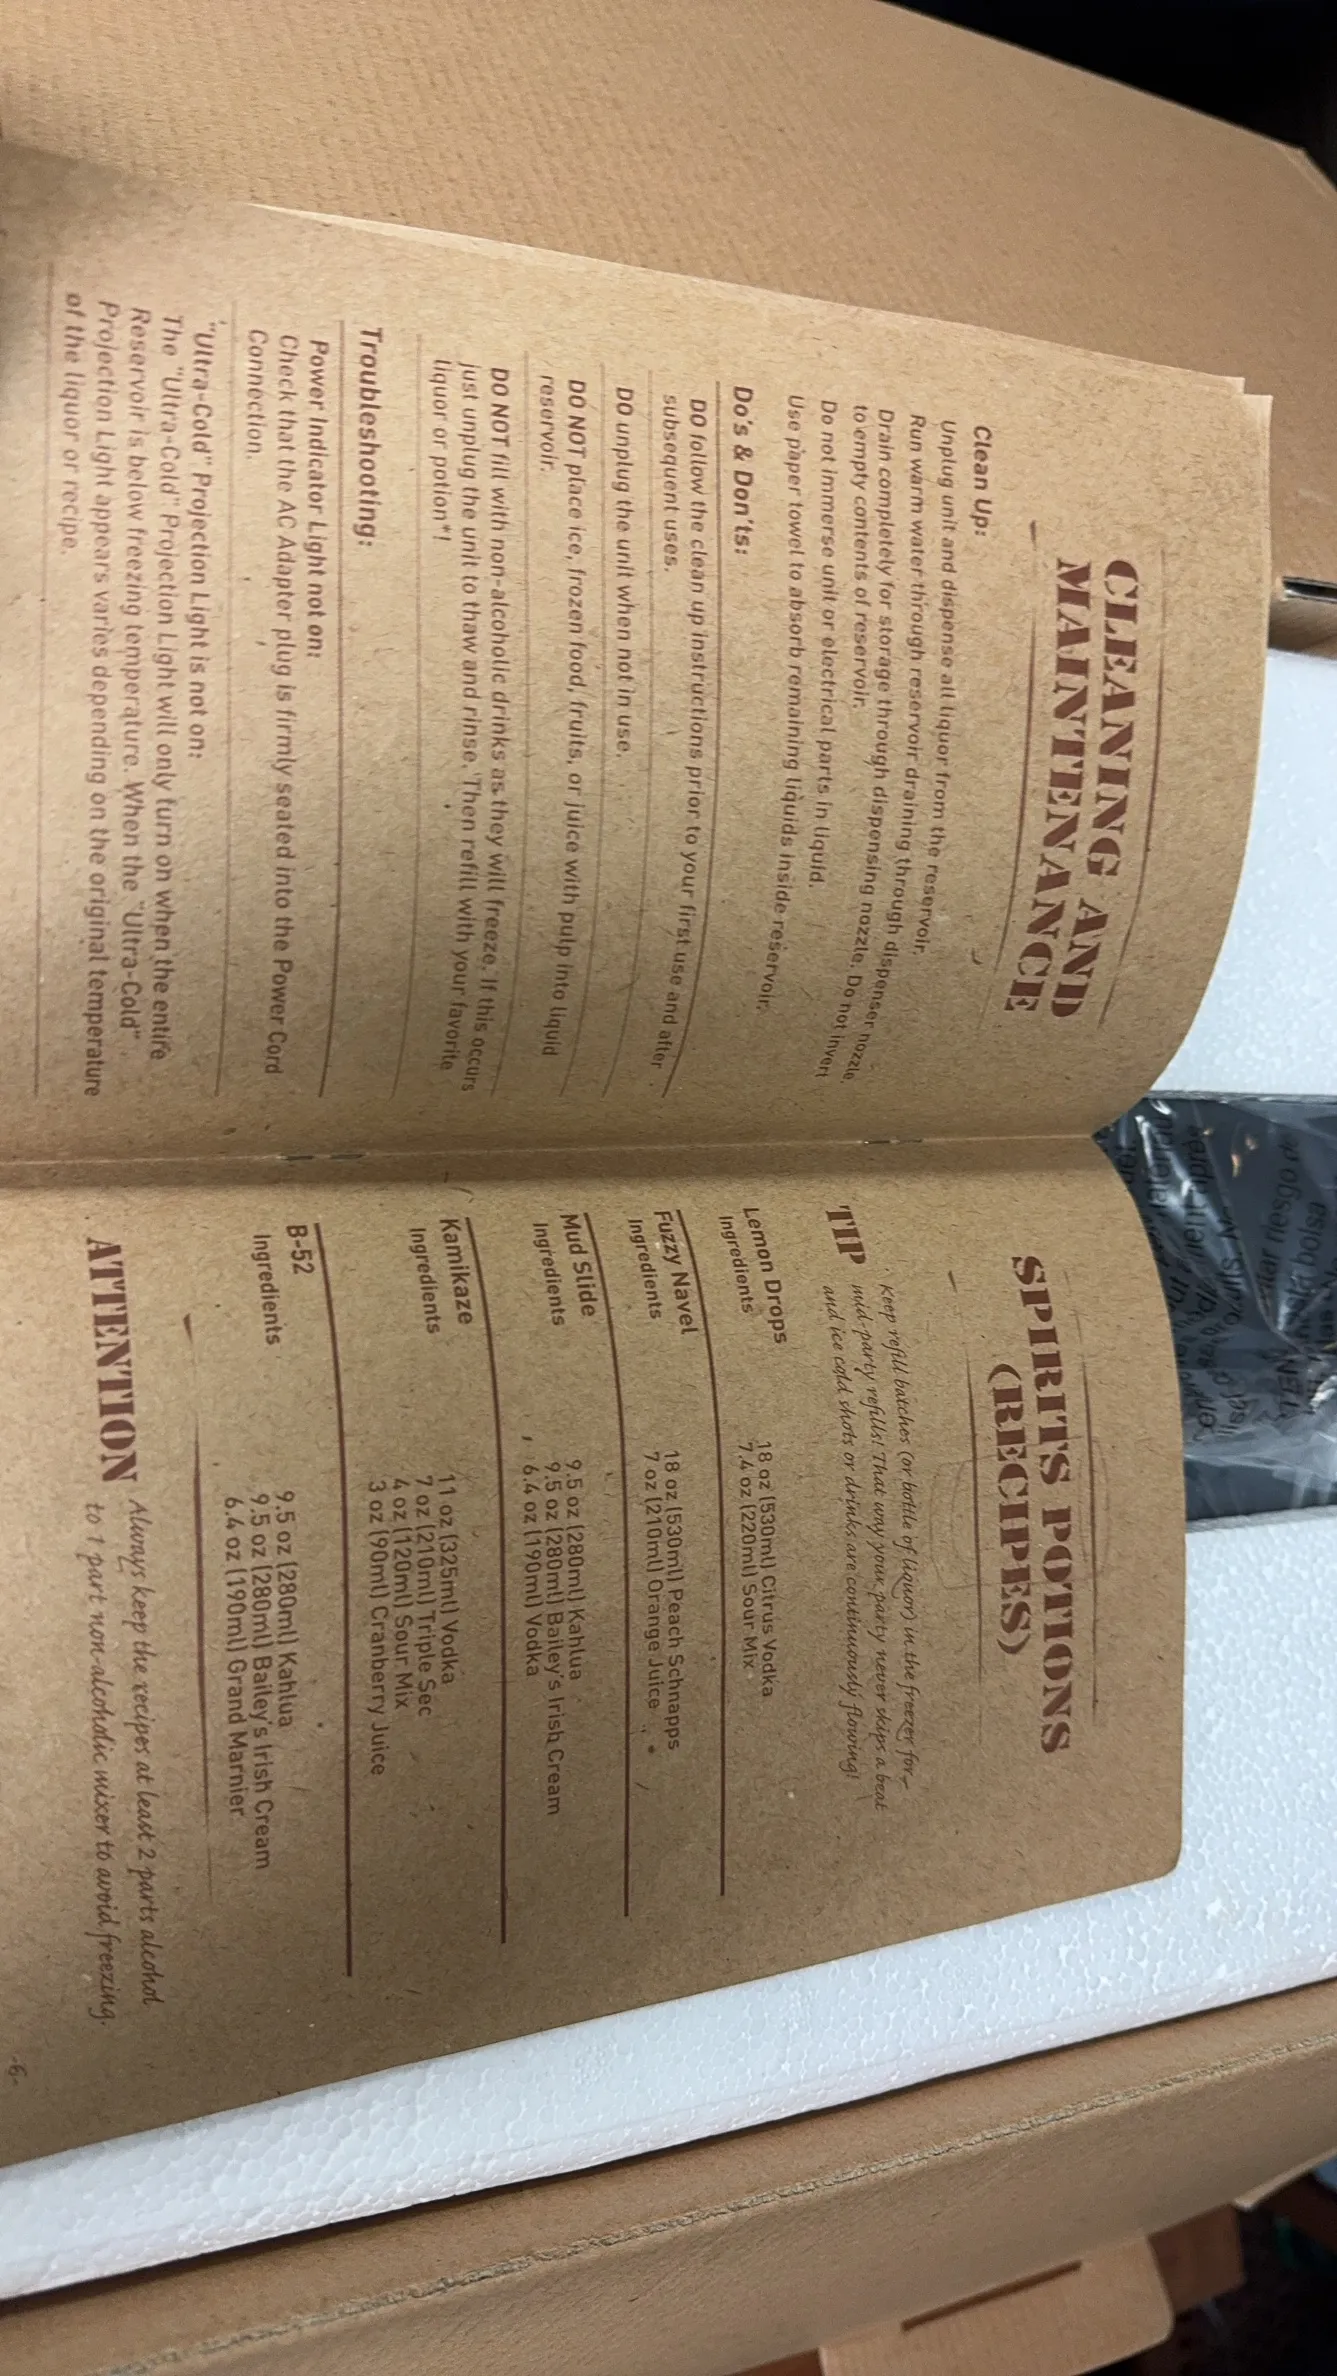 CLEANING AND
MAINTENANCE
Clean Up:
Unplug unit and dispense all liquor from the reservoir.
Run warm water through reservoir draining through dispenser nozzle.
Drain completely for storage through dispensing nozzle. Do not invert
to empty contents of reservoir.
Do not immerse unit or electrical parts in liquid.
Use paper towel to absorb remaining liquids inside reservoir.
Do's & Don'ts:
DO follow the clean up instructions prior to your first use and after
subsequent uses.
DO unplug the unit when not in use.
DO NOT place ice, frozen food, fruits, or juice with pulp into liquid
reservoir.
DO NOT fill with non-alcoholic drinks as they will freeze. If this occurs
just unplug the unit to thaw and rinse. Then refill with your favorite
liquor or potion*!
Troubleshooting:
Power Indicator Light not on:
Check that the AC Adapter plug is firmly seated into the Power Cord
Connection.
"Ultra-Cold" Projection Light is not on:
The "Ultra-Cold" Projection Light will only turn on when the entire
Reservoir is below freezing temperature. When the "Ultra-Cold"
Projection Light appears varies depending on the original temperature
of the liquor or recipe.
SPIRITS POTIONS
(RECIPES)
TIP
Keep refill batches (or bottle of liquor) in the freezer for
mid-party refills! That way your party never skips a beat
and ice cold shots or drinks are continuously flowing!
Lemon Drops
Ingredients
18 oz (530ml) Citrus Vodka
7.4 oz (220ml) Sour Mix
Fuzzy Navel
Ingredients
18 oz (530ml) Peach Schnapps
7 oz (210ml) Orange Juice
Mud Slide
Ingredients
9.5 oz (280ml) Kahlua
9.5 oz (280ml) Bailey's Irish Cream
6.4 oz (190ml) Vodka
Kamikaze
Ingredients
11 oz (325ml) Vodka
7 oz (210ml) Triple Sec
4 oz (120ml) Sour Mix
3 oz (90ml) Cranberry Juice
B-52
Ingredients
9.5 oz (280ml) Kahlua
9.5 oz (280ml) Bailey's Irish Cream
6.4 oz (190ml) Grand Marnier
ATTENTION
Always keep the recipes at least 2 parts alcohol
to 1 part non-alcoholic mixer to avoid freezing.
-6-